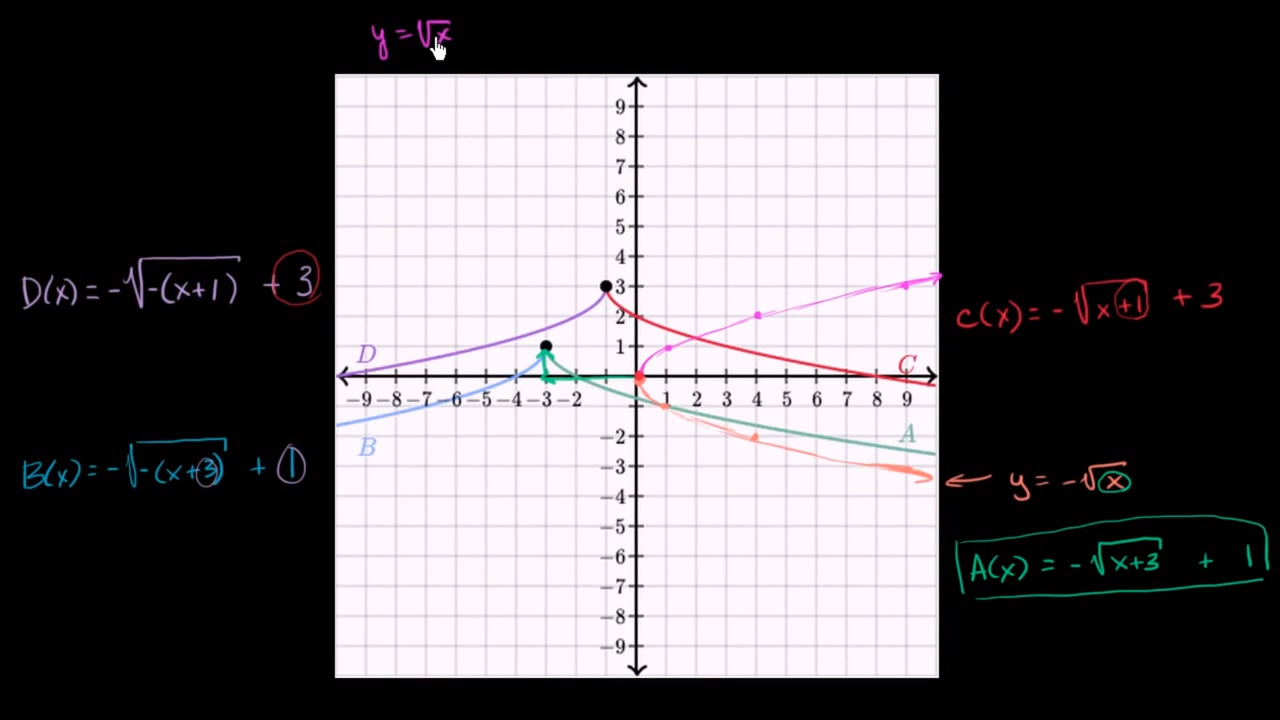 y = √x
D(x) = -√-(x+1) + 3
B(x) = -√-(x+3) + 1
C(x) = -√x+1 + 3
← y = -√x
A(x) = -√x+3 + 1
9
8
7
6
5
4
3
2
1
D
C
-9 -8 -7 -6 -5 -4 -3 -2 1 2 3 4 5 6 7 8 9
B
A
-2
-3
-4
-5
-6
-7
-8
-9